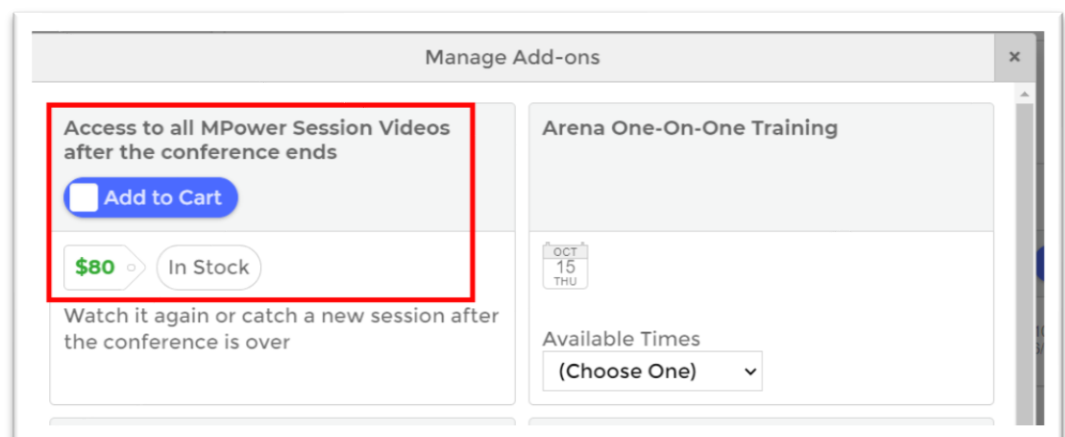 Manage Add-ons
×
Access to all MPower Session Videos
after the conference ends
Add to Cart
$80
In Stock
Watch it again or catch a new session after
the conference is over
Arena One-On-One Training
OCT
15
THU
Available Times
(Choose One)